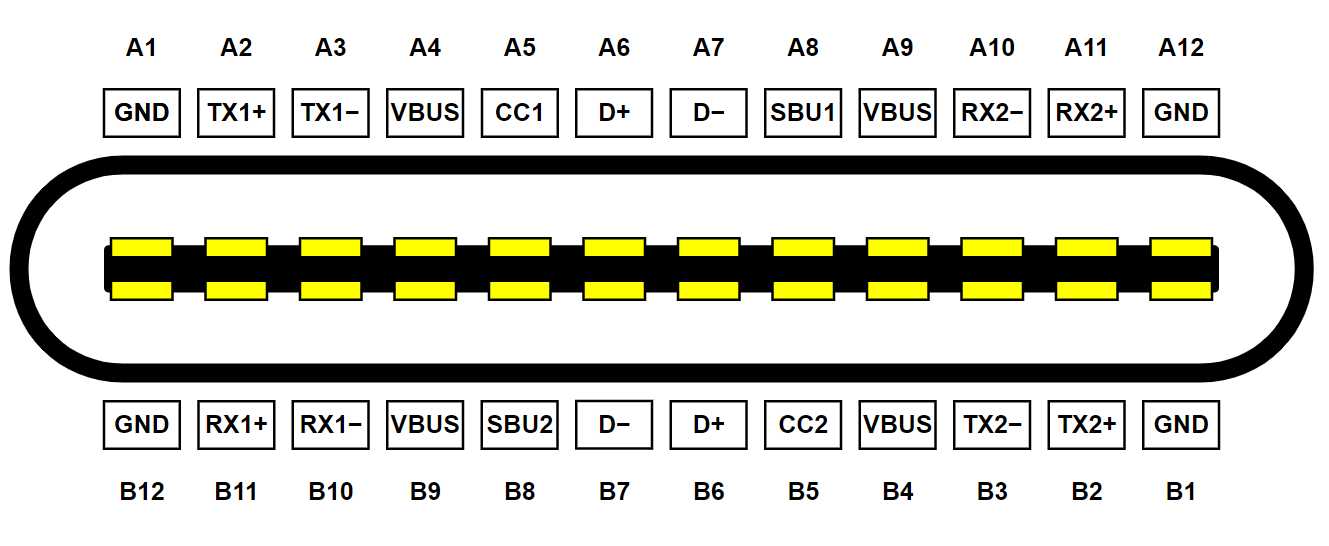 A1 A2 A3 A4 A5 A6 A7 A8 A9 A10 A11 A12
GND TX1+ TX1− VBUS CC1 D+ D− SBU1 VBUS RX2− RX2+ GND
GND RX1+ RX1− VBUS SBU2 D− D+ CC2 VBUS TX2− TX2+ GND
B12 B11 B10 B9 B8 B7 B6 B5 B4 B3 B2 B1